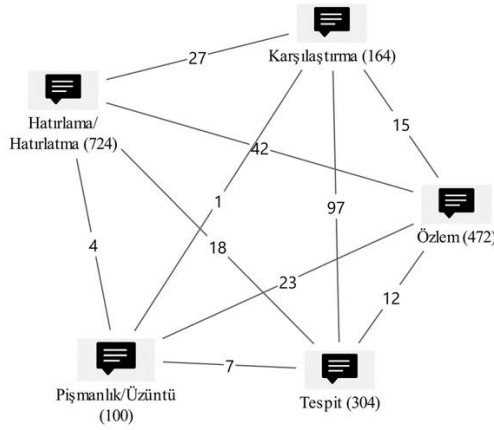 Karşılaştırma (164)
27
Hatırlama/
Hatırlatma (724)
15
42
1
97
Özlem (472)
4
18
23
12
7
Pişmanlık/Üzüntü
(100)
Tespit (304)